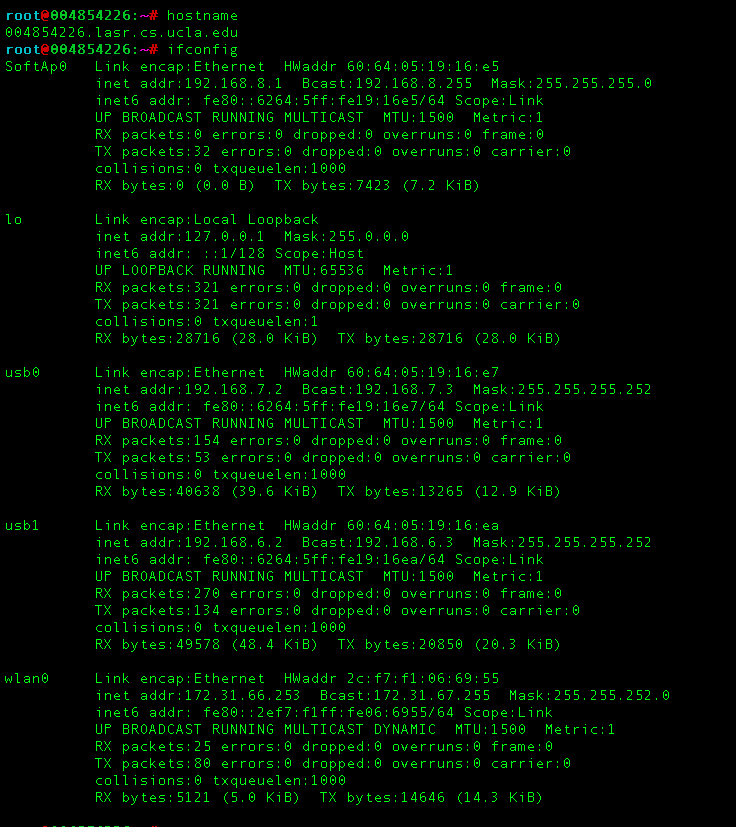 root@004854226:~# hostname
004854226.lasr.cs.ucla.edu
root@004854226:~# ifconfig
SoftAp0   Link encap:Ethernet  HWaddr 60:64:05:19:16:e5
          inet addr:192.168.8.1  Bcast:192.168.8.255  Mask:255.255.255.0
          inet6 addr: fe80::6264:5ff:fe19:16e5/64 Scope:Link
          UP BROADCAST RUNNING MULTICAST  MTU:1500  Metric:1
          RX packets:0 errors:0 dropped:0 overruns:0 frame:0
          TX packets:32 errors:0 dropped:0 overruns:0 carrier:0
          collisions:0 txqueuelen:1000
          RX bytes:0 (0.0 B)  TX bytes:7423 (7.2 KiB)

lo        Link encap:Local Loopback
          inet addr:127.0.0.1  Mask:255.0.0.0
          inet6 addr: ::1/128 Scope:Host
          UP LOOPBACK RUNNING  MTU:65536  Metric:1
          RX packets:321 errors:0 dropped:0 overruns:0 frame:0
          TX packets:321 errors:0 dropped:0 overruns:0 carrier:0
          collisions:0 txqueuelen:1
          RX bytes:28716 (28.0 KiB)  TX bytes:28716 (28.0 KiB)

usb0      Link encap:Ethernet  HWaddr 60:64:05:19:16:e7
          inet addr:192.168.7.2  Bcast:192.168.7.3  Mask:255.255.255.252
          inet6 addr: fe80::6264:5ff:fe19:16e7/64 Scope:Link
          UP BROADCAST RUNNING MULTICAST  MTU:1500  Metric:1
          RX packets:154 errors:0 dropped:0 overruns:0 frame:0
          TX packets:53 errors:0 dropped:0 overruns:0 carrier:0
          collisions:0 txqueuelen:1000
          RX bytes:40638 (39.6 KiB)  TX bytes:13265 (12.9 KiB)

usb1      Link encap:Ethernet  HWaddr 60:64:05:19:16:ea
          inet addr:192.168.6.2  Bcast:192.168.6.3  Mask:255.255.255.252
          inet6 addr: fe80::6264:5ff:fe19:16ea/64 Scope:Link
          UP BROADCAST RUNNING MULTICAST  MTU:1500  Metric:1
          RX packets:270 errors:0 dropped:0 overruns:0 frame:0
          TX packets:134 errors:0 dropped:0 overruns:0 carrier:0
          collisions:0 txqueuelen:1000
          RX bytes:49578 (48.4 KiB)  TX bytes:20850 (20.3 KiB)

wlan0     Link encap:Ethernet  HWaddr 2c:f7:f1:06:69:55
          inet addr:172.31.66.253  Bcast:172.31.67.255  Mask:255.255.252.0
          inet6 addr: fe80::2ef7:f1ff:fe06:6955/64 Scope:Link
          UP BROADCAST RUNNING MULTICAST DYNAMIC  MTU:1500  Metric:1
          RX packets:25 errors:0 dropped:0 overruns:0 frame:0
          TX packets:80 errors:0 dropped:0 overruns:0 carrier:0
          collisions:0 txqueuelen:1000
          RX bytes:5121 (5.0 KiB)  TX bytes:14646 (14.3 KiB)